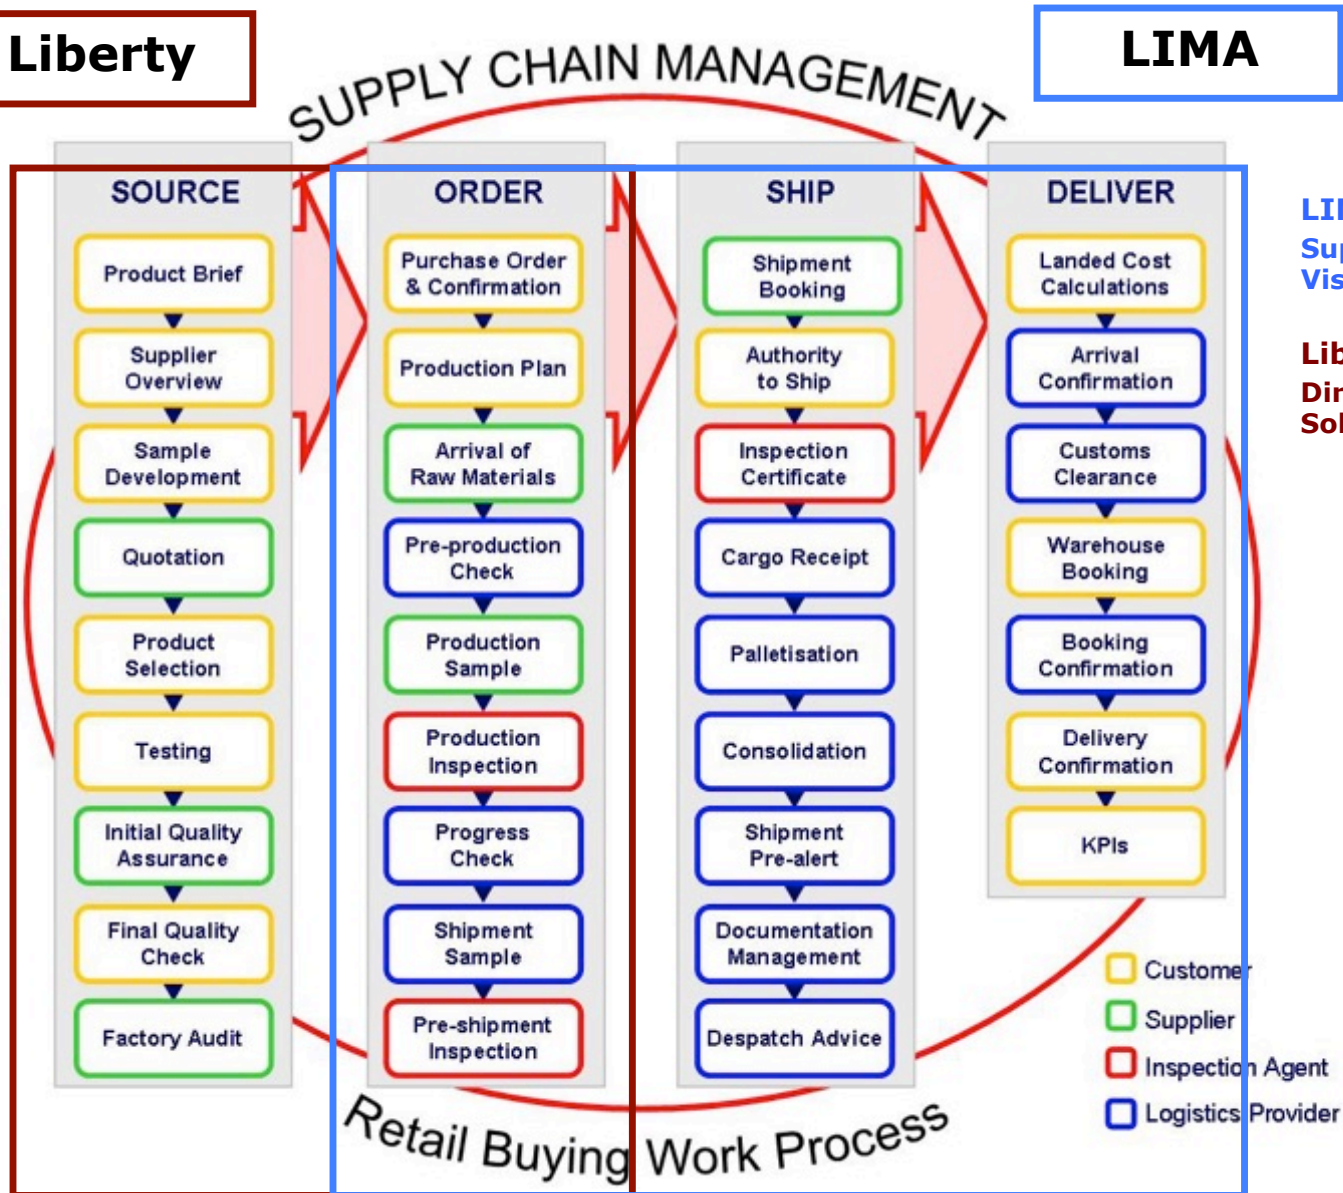 Liberty
LIMA
SUPPLY CHAIN MANAGEMENT
SOURCE
Product Brief
Supplier
Overview
Sample
Development
Quotation
Product
Selection
Testing
Initial Quality
Assurance
Final Quality
Check
Factory Audit
ORDER
Purchase Order
& Confirmation
Production Plan
Arrival of
Raw Materials
Pre-production
Check
Production
Sample
Production
Inspection
Progress
Check
Shipment
Sample
Pre-shipment
Inspection
SHIP
Shipment
Booking
Authority
to Ship
Inspection
Certificate
Cargo Receipt
Palletisation
Consolidation
Shipment
Pre-alert
Documentation
Management
Despatch Advice
DELIVER
Landed Cost
Calculations
Arrival
Confirmation
Customs
Clearance
Warehouse
Booking
Booking
Confirmation
Delivery
Confirmation
KPIs
Customer
Supplier
Inspection Agent
Logistics Provider
Retail Buying Work Process